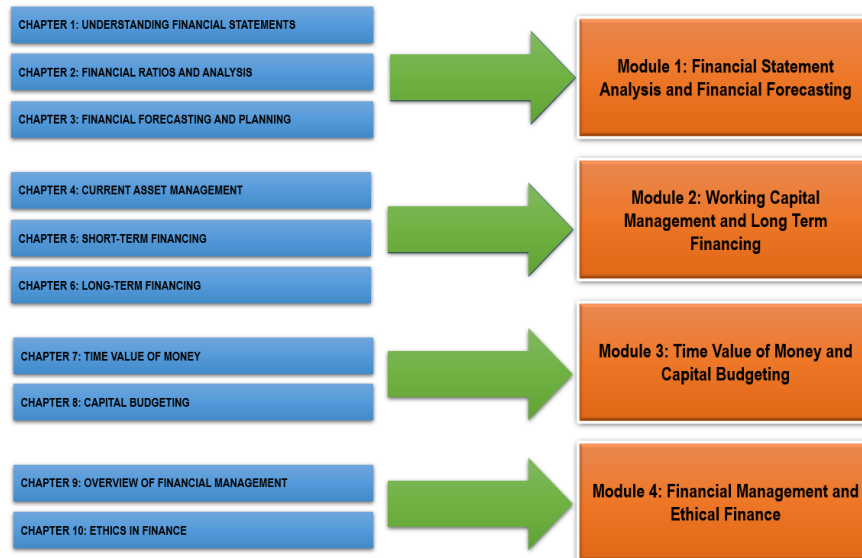 CHAPTER 1: UNDERSTANDING FINANCIAL STATEMENTS
CHAPTER 2: FINANCIAL RATIOS AND ANALYSIS
CHAPTER 3: FINANCIAL FORECASTING AND PLANNING
Module 1: Financial Statement
Analysis and Financial Forecasting
CHAPTER 4: CURRENT ASSET MANAGEMENT
CHAPTER 5: SHORT-TERM FINANCING
CHAPTER 6: LONG-TERM FINANCING
Module 2: Working Capital
Management and Long Term
Financing
CHAPTER 7: TIME VALUE OF MONEY
CHAPTER 8: CAPITAL BUDGETING
Module 3: Time Value of Money and
Capital Budgeting
CHAPTER 9: OVERVIEW OF FINANCIAL MANAGEMENT
CHAPTER 10: ETHICS IN FINANCE
Module 4: Financial Management and
Ethical Finance